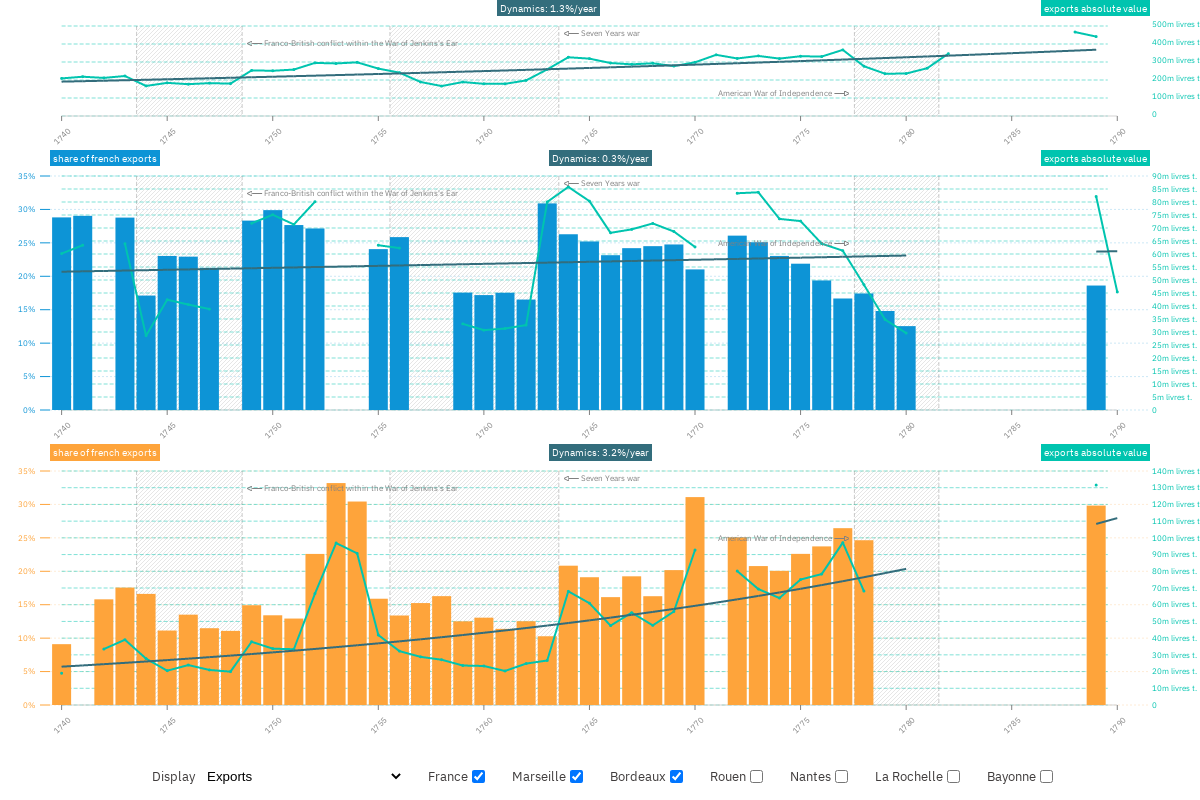 Dynamics: 1.3%/year
exports absolute value
500m livres t.
Seven Years war
Franco-British conflict within the War of Jenkins's Ear
400m livres t.
300m livres t.
200m livres t.
American War of Independence
100m livres t.
0
1740 1745 1750 1755 1760 1765 1770 1775 1780 1785 1790
share of french exports
Dynamics: 0.3%/year
exports absolute value
35%
30%
25%
20%
15%
10%
5%
0%
Seven Years war
Franco-British conflict within the War of Jenkins's Ear
American War of Independence
90m livres t.
85m livres t.
80m livres t.
75m livres t.
70m livres t.
65m livres t.
60m livres t.
55m livres t.
50m livres t.
45m livres t.
40m livres t.
35m livres t.
30m livres t.
25m livres t.
20m livres t.
15m livres t.
10m livres t.
5m livres t.
0
1740 1745 1750 1755 1760 1765 1770 1775 1780 1785 1790
share of french exports
Dynamics: 3.2%/year
exports absolute value
35%
30%
25%
20%
15%
10%
5%
0%
Seven Years war
Franco-British conflict within the War of Jenkins's Ear
American War of Independence
140m livres t.
130m livres t.
120m livres t.
110m livres t.
100m livres t.
90m livres t.
80m livres t.
70m livres t.
60m livres t.
50m livres t.
40m livres t.
30m livres t.
20m livres t.
10m livres t.
0
1740 1745 1750 1755 1760 1765 1770 1775 1780 1785 1790
Display Exports France Marseille Bordeaux Rouen Nantes La Rochelle Bayonne